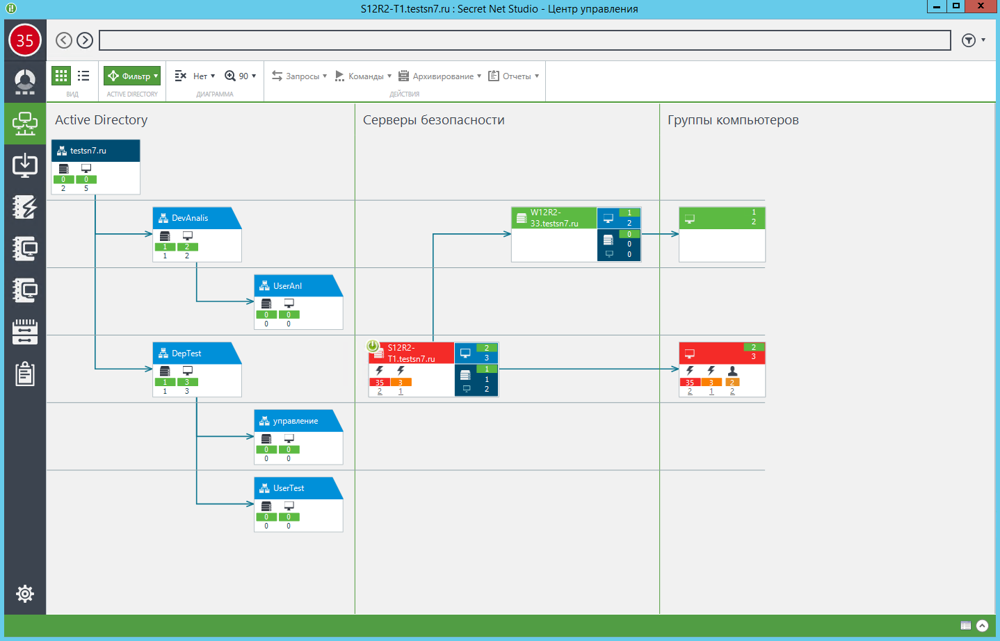 S12R2-T1.testsn7.ru : Secret Net Studio - Центр управления
35
Фильтр
Нет
90
Запросы
Команды
Архивирование
Отчеты
ВИД
ACTIVE DIRECTORY
ДИАГРАММА
ДЕЙСТВИЯ
Active Directory
Серверы безопасности
Группы компьютеров
testsn7.ru
0 0
2 5
DevAnalis
1 2
1 2
W12R2-
33.testsn7.ru
1
2
0
0
0
1
2
UserAnl
0 0
0 0
DepTest
1 3
1 3
S12R2-
T1.testsn7.ru
35 3
2 1
2
3
1
1
2
2
3
35 3 2
2 1 2
управление
0 0
0 0
UserTest
0 0
0 0